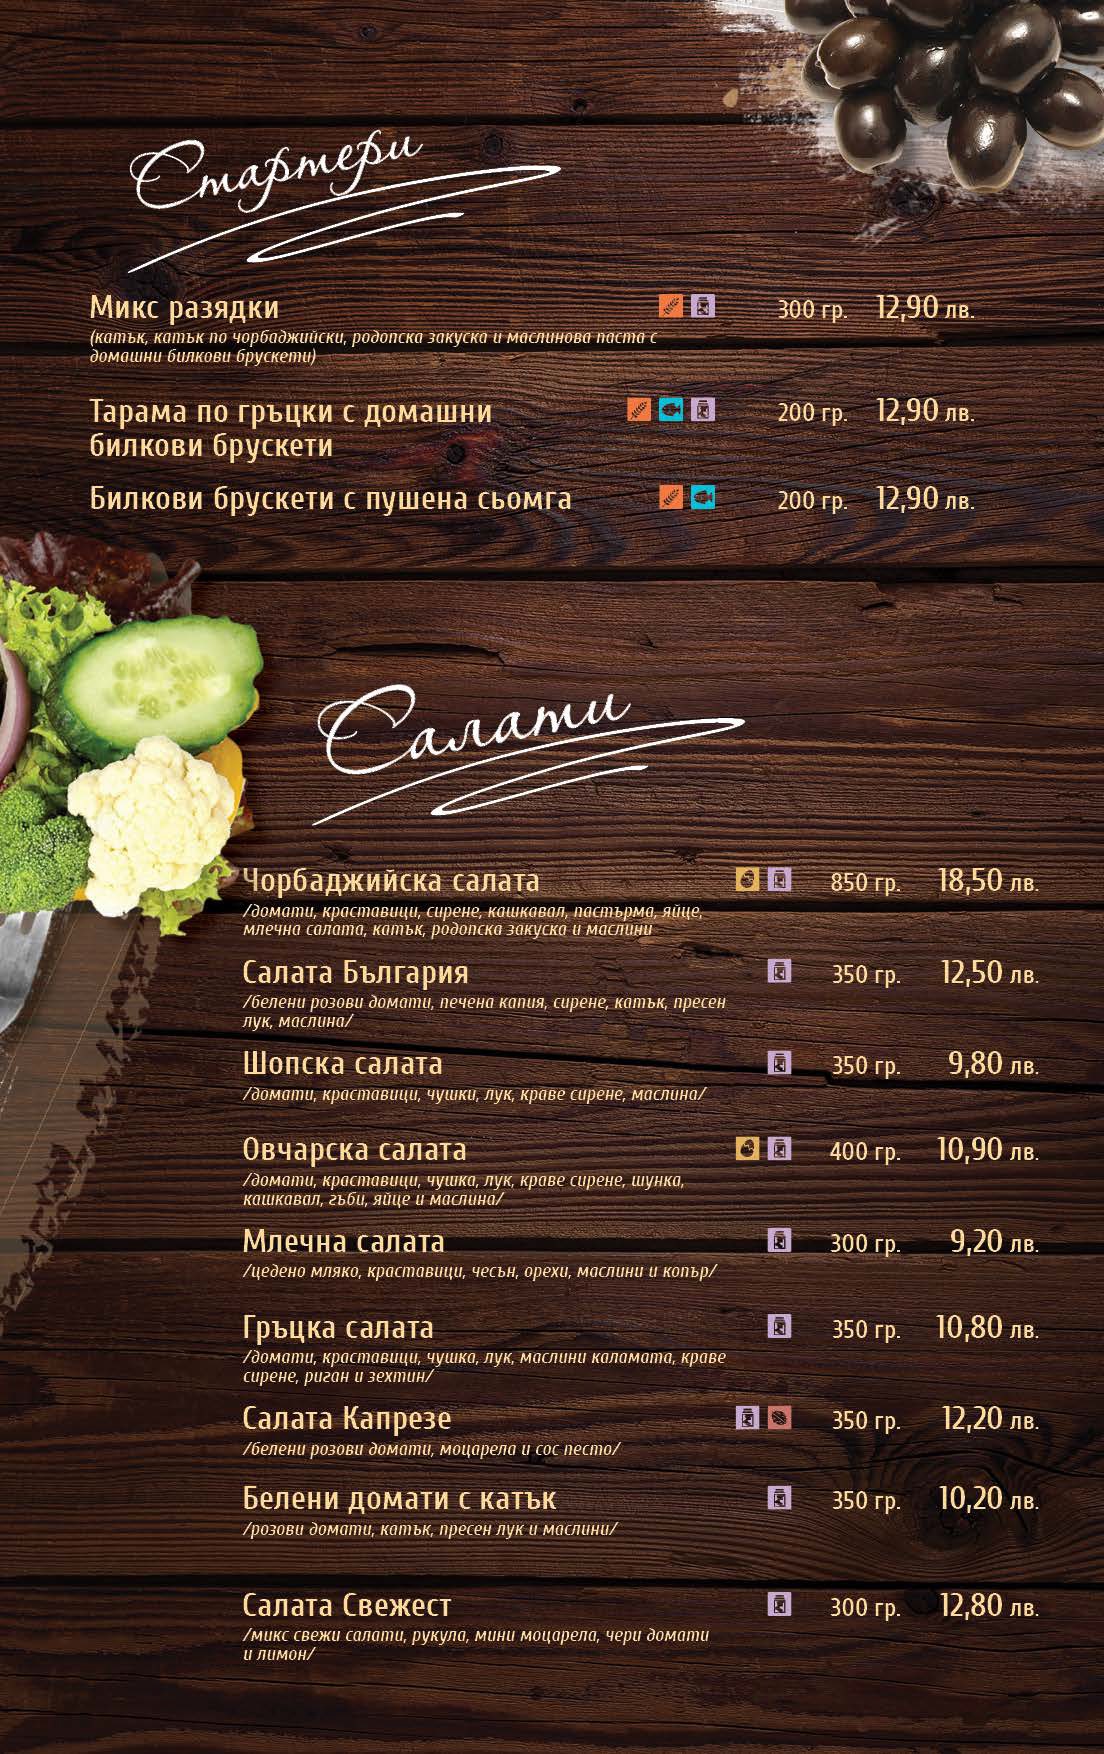 Стартери
Микс разядки 300 гр. 12,90 лв.
(катък, катък по чорбаджийски, родопска закуска и маслинова паста с
домашни билкови брускети)
Тарама по гръцки с домашни 200 гр. 12,90 лв.
билкови брускети
Билкови брускети с пушена сьомга 200 гр. 12,90 лв.
Салати
Чорбаджийска салата 850 гр. 18,50 лв.
/домати, краставици, сирене, кашкавал, пастърма, яйце,
млечна салата, катък, родопска закуска и маслини
Салата България 350 гр. 12,50 лв.
/белени розови домати, печена капия, сирене, катък, пресен
лук, маслина/
Шопска салата 350 гр. 9,80 лв.
/домати, краставици, чушки, лук, краве сирене, маслина/
Овчарска салата 400 гр. 10,90 лв.
/домати, краставици, чушка, лук, краве сирене, шунка,
кашкавал, гъби, яйце и маслина/
Млечна салата 300 гр. 9,20 лв.
/цедено мляко, краставици, чесън, орехи, маслини и копър/
Гръцка салата 350 гр. 10,80 лв.
/домати, краставици, чушка, лук, маслини каламата, краве
сирене, риган и зехтин/
Салата Капрезе 350 гр. 12,20 лв.
/белени розови домати, моцарела и сос песто/
Белени домати с катък 350 гр. 10,20 лв.
/розови домати, катък, пресен лук и маслини/
Салата Свежест 300 гр. 12,80 лв.
/микс свежи салати, рукула, мини моцарела, чери домати
и лимон/